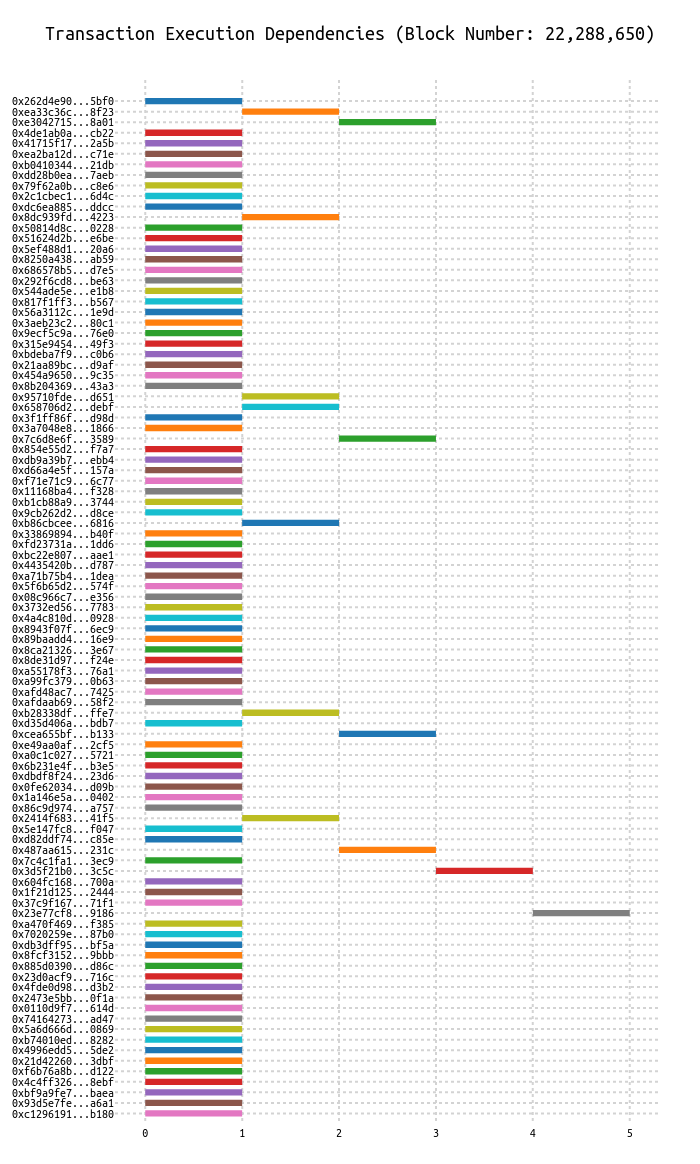 Transaction Execution Dependencies (Block Number: 22,288,650)
0x262d4e90...5bf0
0xea33c36c...8f23
0xe3042715...8a01
0x4de1ab0a...cb22
0x41715f17...2a5b
0xea2ba12d...c71e
0xb0410344...21db
0xdd28b0ea...7aeb
0x79f62a0b...c8e6
0x2c1cbec1...6d4c
0xdc6ea885...ddcc
0x8dc939fd...4223
0x50814d8c...0228
0x51624d2b...e6be
0x5ef488d1...20a6
0x8250a438...ab59
0x686578b5...d7e5
0x292f6cd8...be63
0x544ade5e...e1b8
0x817f1ff3...b567
0x56a3112c...1e9d
0x3aeb23c2...80c1
0x9ecf5c9a...76e0
0x315e9454...49f3
0xbdeba7f9...c0b6
0x21aa89bc...d9af
0x454a9650...9c35
0x8b204369...43a3
0x95710fde...d651
0x658706d2...debf
0x3f1ff86f...d98d
0x3a7048e8...1866
0x7c6d8e6f...3589
0x854e55d2...f7a7
0xdb9a39b7...ebb4
0xd66a4e5f...157a
0xf71e71c9...6c77
0x11168ba4...f328
0xb1cb88a9...3744
0x9cb262d2...d8ce
0xb86cbcee...6816
0x33869894...b40f
0xfd23731a...1dd6
0xbc22e807...aae1
0x4435420b...d787
0xa71b75b4...1dea
0x5f6b65d2...574f
0x08c966c7...e356
0x3732ed56...7783
0x4a4c810d...0928
0x8943f07f...6ec9
0x89baadd4...16e9
0x8ca21326...3e67
0x8de31d97...f24e
0xa55178f3...76a1
0xa99fc379...0b63
0xafd48ac7...7425
0xafdaab69...58f2
0xb28338df...ffe7
0xd35d406a...bdb7
0xcea655bf...b133
0xe49aa0af...2cf5
0xa0c1c027...5721
0x6b231e4f...b3e5
0xdbdf8f24...23d6
0x0fe62034...d09b
0x1a146e5a...0402
0x86c9d974...a757
0x2414f683...41f5
0x5e147fc8...f047
0xd82ddf74...c85e
0x487aa615...231c
0x7c4c1fa1...3ec9
0x3d5f21b0...3c5c
0x604fc168...700a
0x1f21d125...2444
0x37c9f167...71f1
0x23e77cf8...9186
0xa470f469...f385
0x7020259e...87b0
0xdb3dff95...bf5a
0x8fcf3152...9bbb
0x885d0390...d86c
0x23d0acf9...716c
0x4fde0d98...d3b2
0x2473e5bb...0f1a
0x0110d9f7...614d
0x74164273...ad47
0x5a6d666d...0869
0xb74010ed...8282
0x4996edd5...5de2
0x21d42260...3dbf
0xf6b76a8b...d122
0x4c4ff326...8ebf
0xbf9a9fe7...baea
0x93d5e7fe...a6a1
0xc1296191...b180
0 1 2 3 4 5